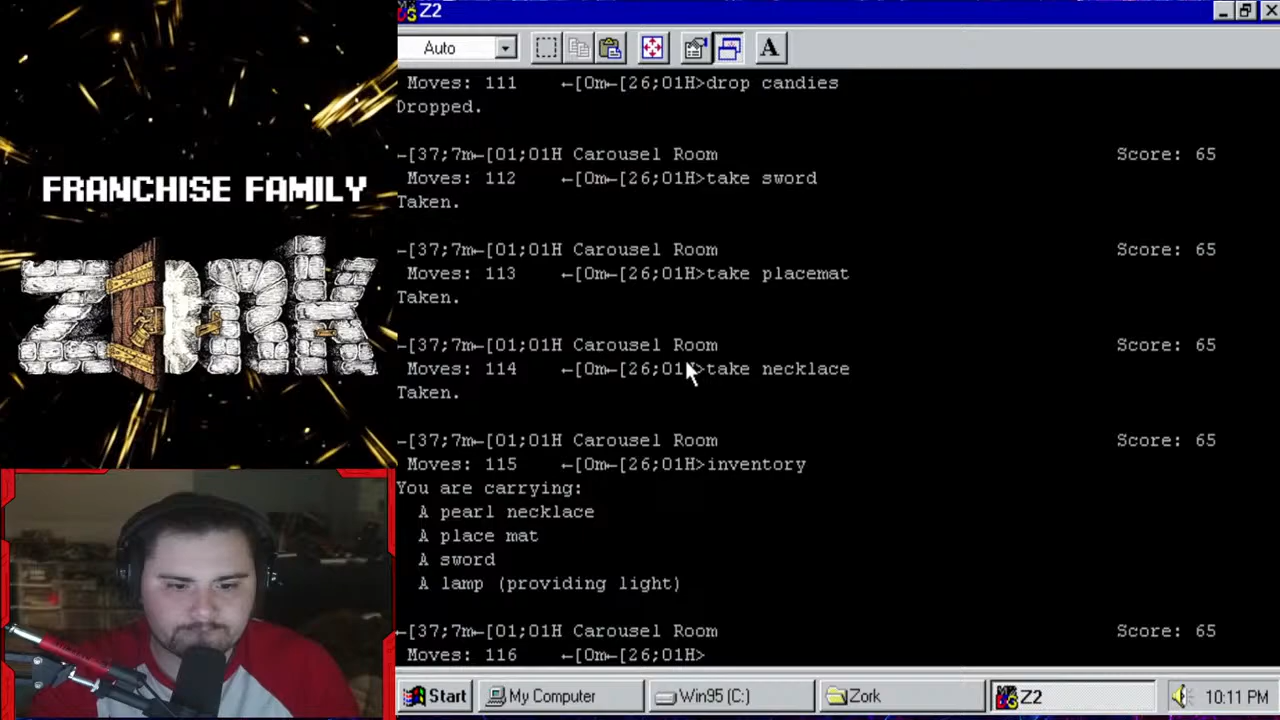 FRANCHISE FAMILY
ZORK
Z2
Auto
A
Moves: 111 ←[0m←[26;01H>drop candies
Dropped.
←[37;7m←[01;01H Carousel Room Score: 65
Moves: 112 ←[0m←[26;01H>take sword
Taken.
←[37;7m←[01;01H Carousel Room Score: 65
Moves: 113 ←[0m←[26;01H>take placemat
Taken.
←[37;7m←[01;01H Carousel Room Score: 65
Moves: 114 ←[0m←[26;01H>take necklace
Taken.
←[37;7m←[01;01H Carousel Room Score: 65
Moves: 115 ←[0m←[26;01H>inventory
You are carrying:
A pearl necklace
A place mat
A sword
A lamp (providing light)
←[37;7m←[01;01H Carousel Room Score: 65
Moves: 116 ←[0m←[26;01H>
Start My Computer Win95 (C:) Zork Z2 10:11 PM